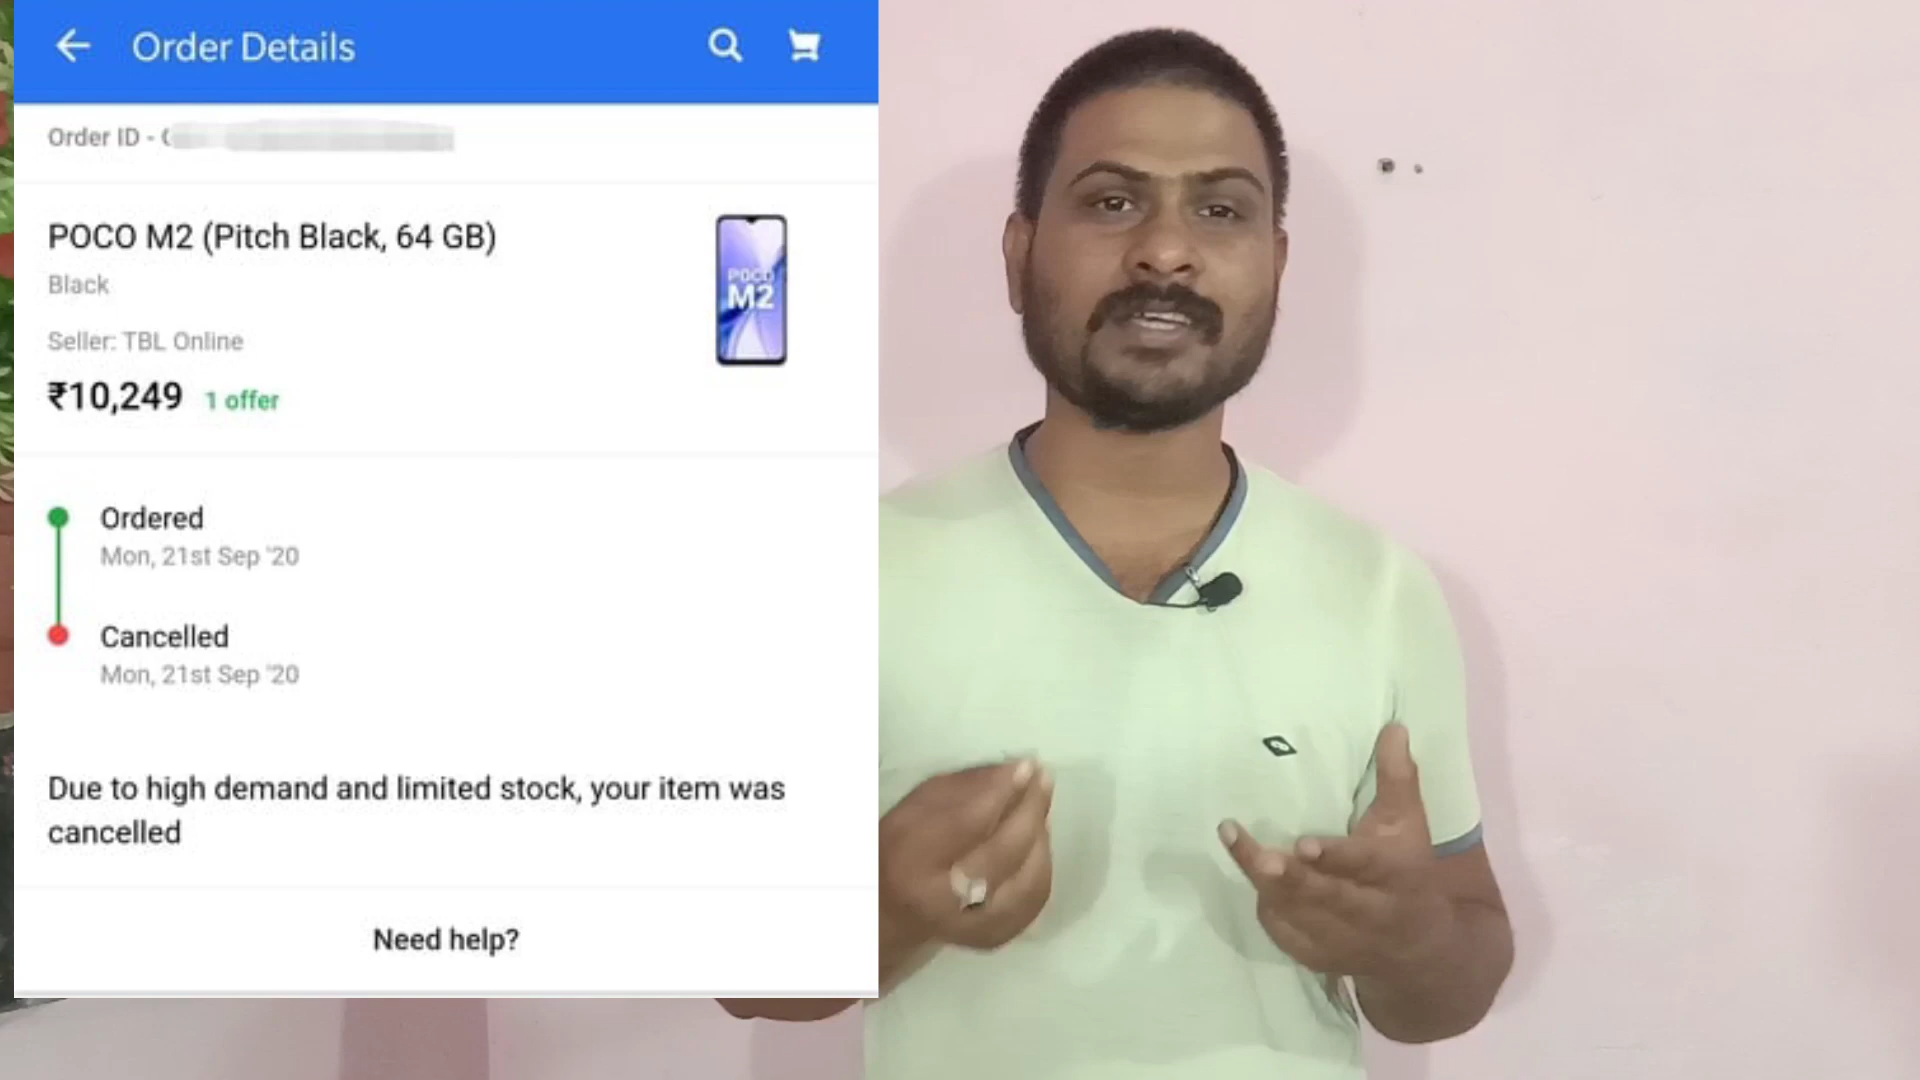 Order Details
Order ID -
POCO M2 (Pitch Black, 64 GB)
Black
POCO
M2
Seller: TBL Online
₹10,249 1 offer
Ordered
Mon, 21st Sep '20
Cancelled
Mon, 21st Sep '20
Due to high demand and limited stock, your item was
cancelled
Need help?